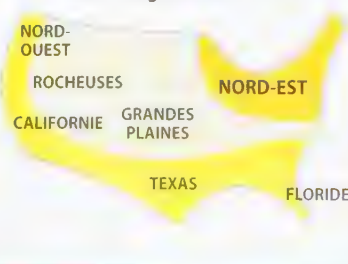 NORD-
OUEST
ROCHEUSES
NORD-EST
CALIFORNIE
GRANDES
PLAINES
TEXAS
FLORIDE